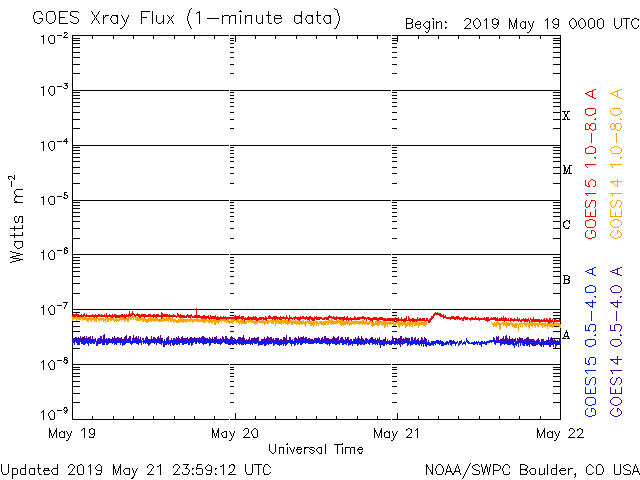 GOES Xray Flux (1-minute data)
Begin: 2019 May 19 0000 UTC
10-2
10-3
10-4
10-5
10-6
10-7
10-8
10-9
Watts m-2
X
M
C
B
A
GOES15 1.0-8.0 A
GOES14 1.0-8.0 A
GOES15 0.5-4.0 A
GOES14 0.5-4.0 A
May 19
May 20
May 21
May 22
Universal Time
Updated 2019 May 21 23:59:12 UTC
NOAA/SWPC Boulder, CO USA